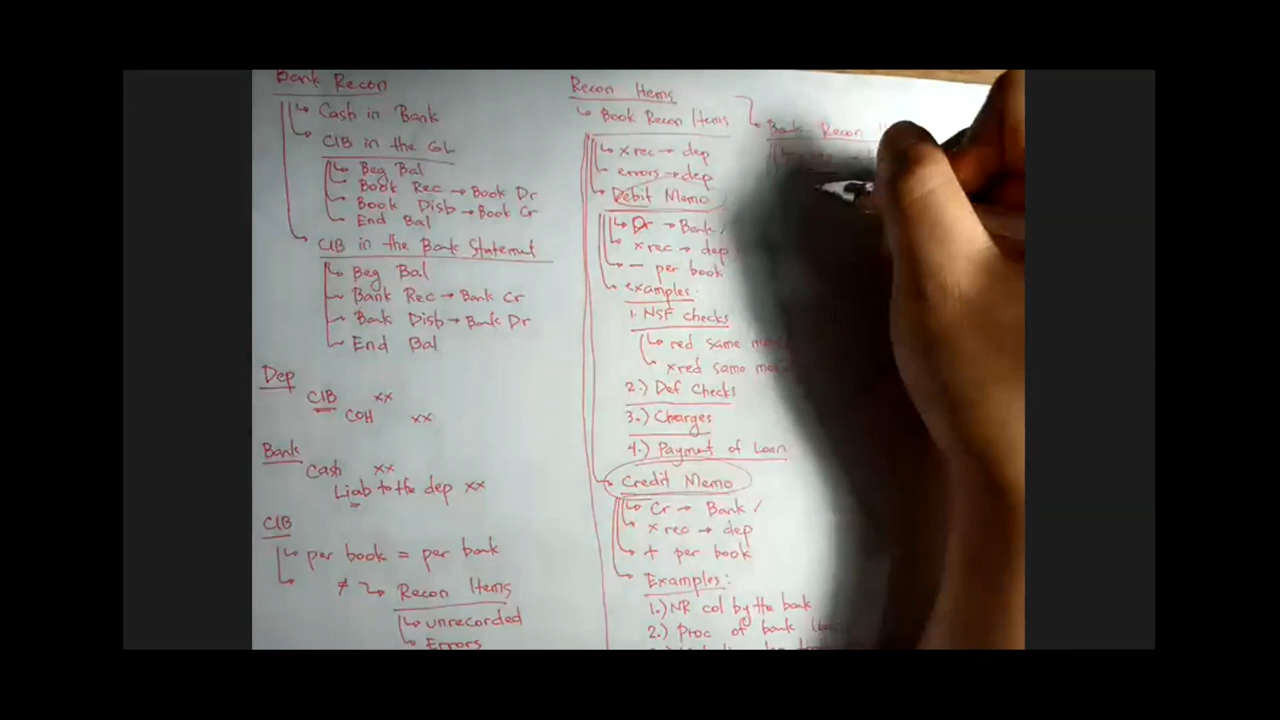 Bank Recon
↳ Cash in Bank
↳ CIB in the GL
↳ Beg Bal
Book Rec → Book Dr
Book Disb → Book Cr
End Bal
CIB in the Bank Statement
↳ Beg Bal
Bank Rec → Bank Cr
Bank Disb → Bank Dr
End Bal
Dep
CIB xx
COH xx
Bank
Cash xx
Liab to the dep xx
CIB
↳ per book = per bank
↳ ≠ ↳ Recon Items
↳ unrecorded
↳ Errors
Recon Items
↳ Book Recon Items
↳ x rec → dep
errors → dep
Debit Memo
↳ Dr → Bank /
x rec → dep
- per book
examples:
1. NSF checks
↳ red same
↳ xred same
2.) Def Checks
3.) Charges
4.) Payment of Loan
Credit Memo
↳ Cr → Bank /
x rec → dep
+ per book
Examples:
1.) NR col by the bank
2.) Proc of bank
Bank Recon